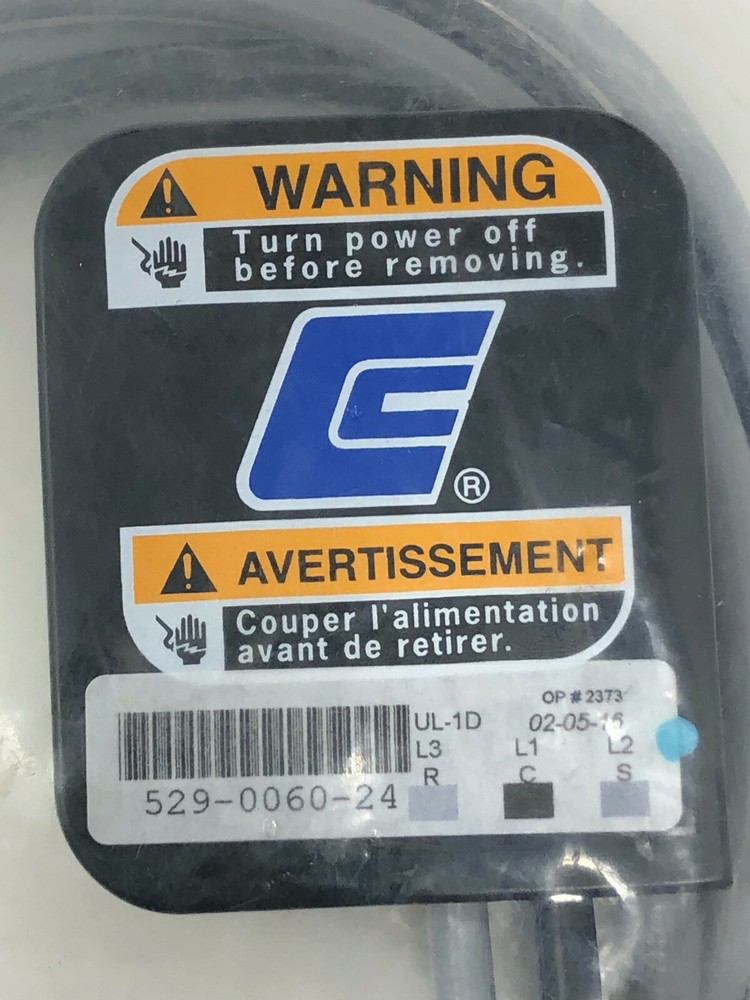 WARNING
Turn power off
before removing.
®
AVERTISSEMENT
Couper l'alimentation
avant de retirer.
OP # 2373
UL-1D 02-05-16
L3 L1 L2
R C S
529-0060-24